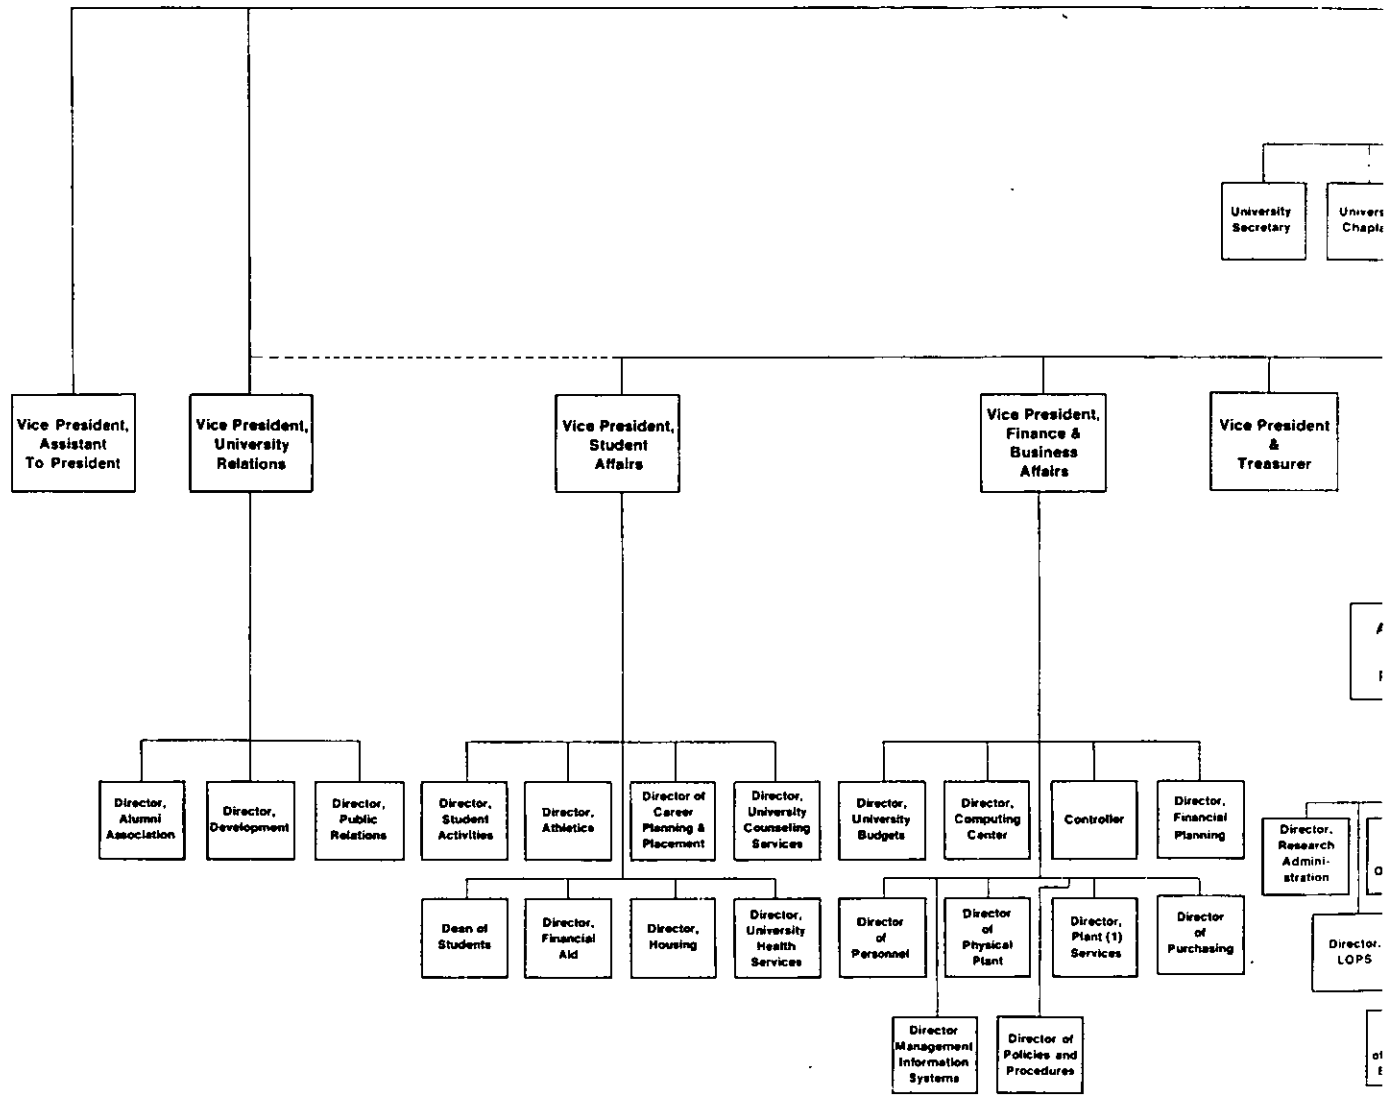 University
Secretary
Vice President,
Assistant
To President
Vice President,
University
Relations
Vice President,
Student
Affairs
Vice President,
Finance &
Business
Affairs
Vice President
&
Treasurer
Director,
Alumni
Association
Director,
Development
Director,
Public
Relations
Director,
Student
Activities
Director,
Athletics
Director of
Career
Planning &
Placement
Director,
University
Counseling
Services
Director,
University
Budgets
Director,
Computing
Center
Controller
Director,
Financial
Planning
Director,
Research
Admini-
stration
Dean of
Students
Director,
Financial
Aid
Director,
Housing
Director,
University
Health
Services
Director
of
Personnel
Director
of
Physical
Plant
Director,
Plant (1)
Services
Director
of
Purchasing
Director,
LOPS
Director
Management
Information
Systems
Director of
Policies and
Procedures